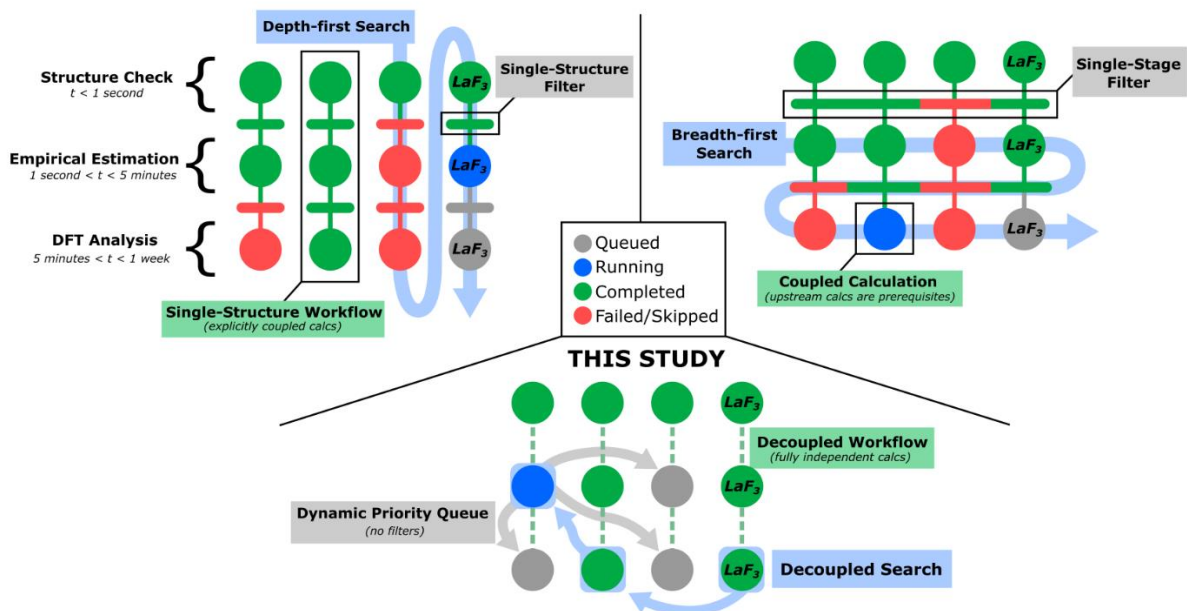 Depth-first Search
Structure Check
t < 1 second
Empirical Estimation
1 second < t < 5 minutes
DFT Analysis
5 minutes < t < 1 week
LaF₃
LaF₃
LaF₃
Single-Structure
Filter
Single-Structure Workflow
(explicitly coupled calcs)
Single-Stage
Filter
Breadth-first
Search
LaF₃
LaF₃
LaF₃
Coupled Calculation
(upstream calcs are prerequisites)
Queued
Running
Completed
Failed/Skipped
THIS STUDY
LaF₃
LaF₃
LaF₃
Decoupled Workflow
(fully independent calcs)
Dynamic Priority Queue
(no filters)
Decoupled Search